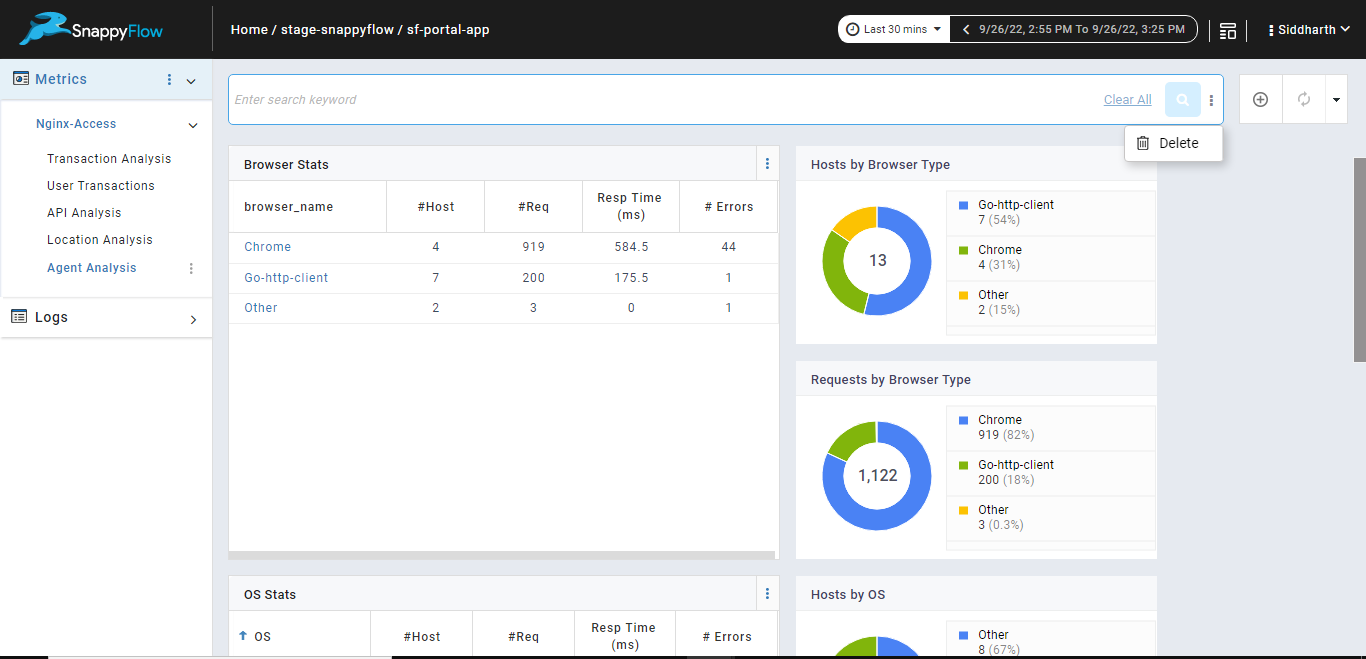 SnappyFlow
Home / stage-snappyflow / sf-portal-app
Last 30 mins
9/26/22, 2:55 PM To 9/26/22, 3:25 PM
Siddharth
Metrics
Nginx-Access
Transaction Analysis
User Transactions
API Analysis
Location Analysis
Agent Analysis
Logs
Enter search keyword
Clear All
Delete
Browser Stats
browser_name #Host #Req Resp Time (ms) # Errors
Chrome 4 919 584.5 44
Go-http-client 7 200 175.5 1
Other 2 3 0 1
Hosts by Browser Type
13
Go-http-client
7 (54%)
Chrome
4 (31%)
Other
2 (15%)
Requests by Browser Type
1,122
Chrome
919 (82%)
Go-http-client
200 (18%)
Other
3 (0.3%)
OS Stats
OS #Host #Req Resp Time (ms) # Errors
Hosts by OS
Other
8 (67%)